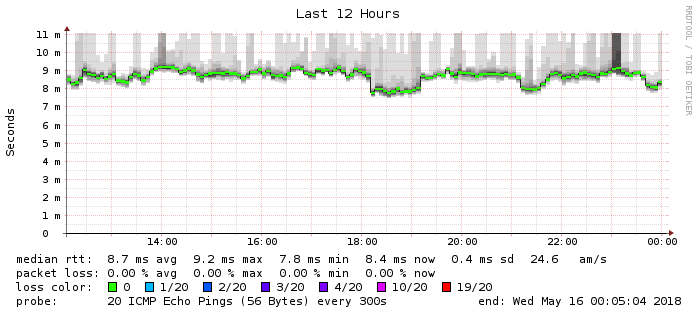 Last 12 Hours
RRDTOOL / TOBI OETIKER
Seconds
11 m
10 m
9 m
8 m
7 m
6 m
5 m
4 m
3 m
2 m
1 m
0
14:00 16:00 18:00 20:00 22:00 00:00
median rtt: 8.7 ms avg 9.2 ms max 7.8 ms min 8.4 ms now 0.4 ms sd 24.6 am/s
packet loss: 0.00 % avg 0.00 % max 0.00 % min 0.00 % now
loss color: 0 1/20 2/20 3/20 4/20 10/20 19/20
probe: 20 ICMP Echo Pings (56 Bytes) every 300s end: Wed May 16 00:05:04 2018